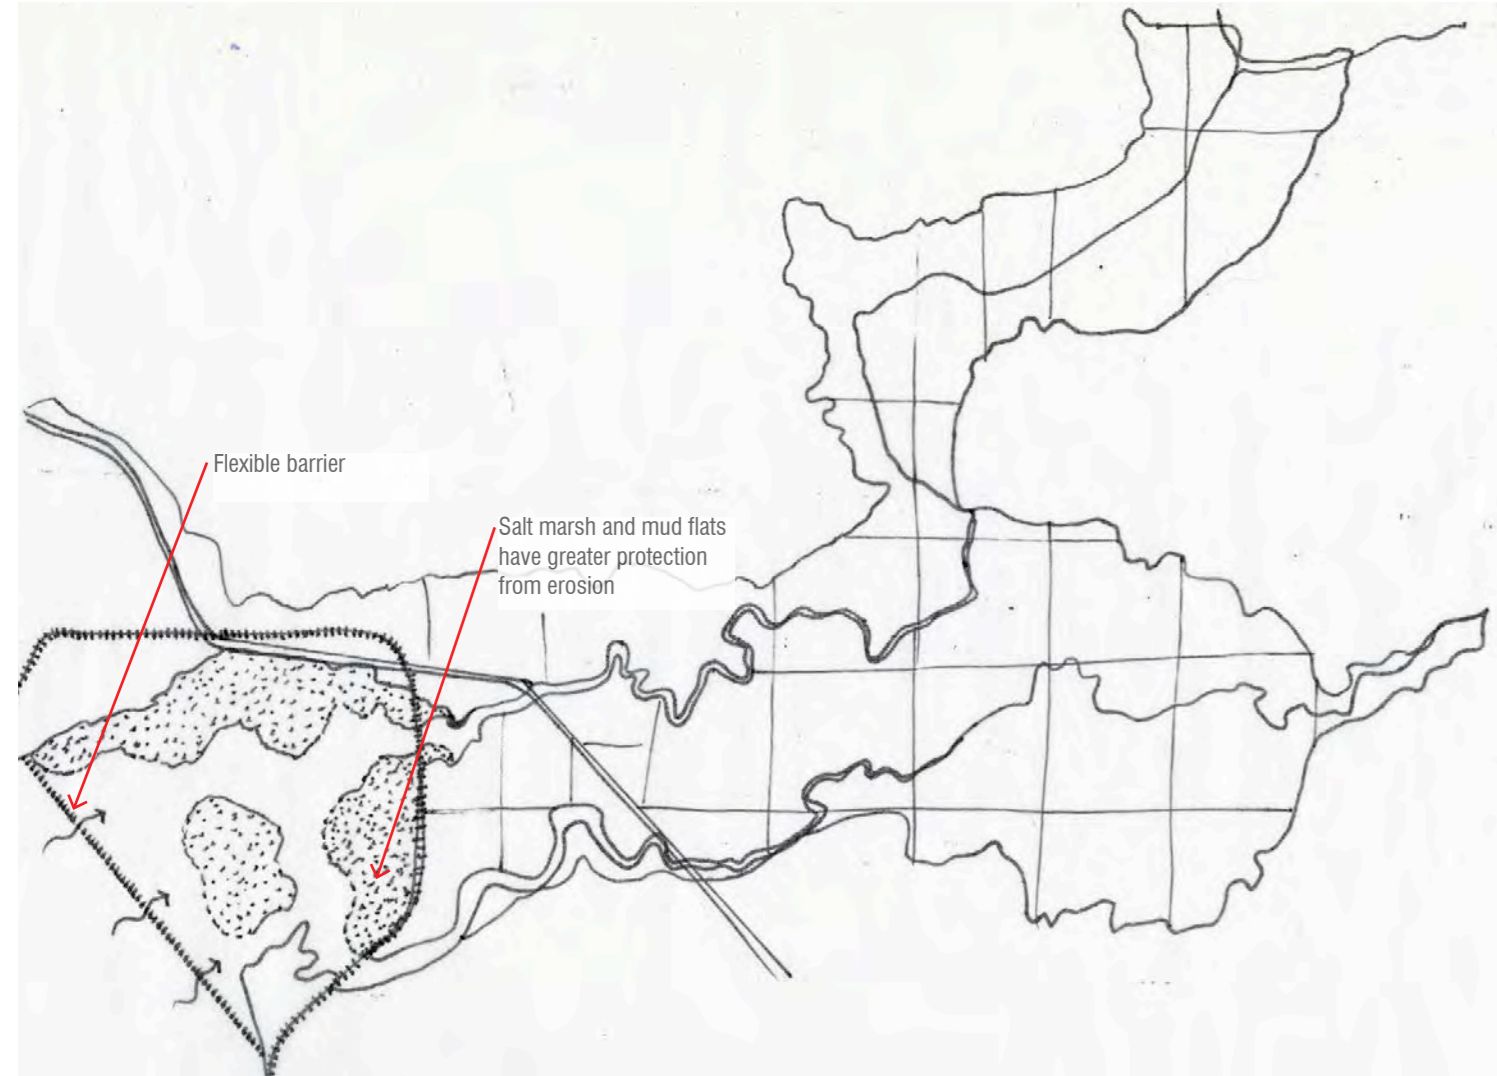 Flexible barrier
Salt marsh and mud flats
have greater protection
from erosion